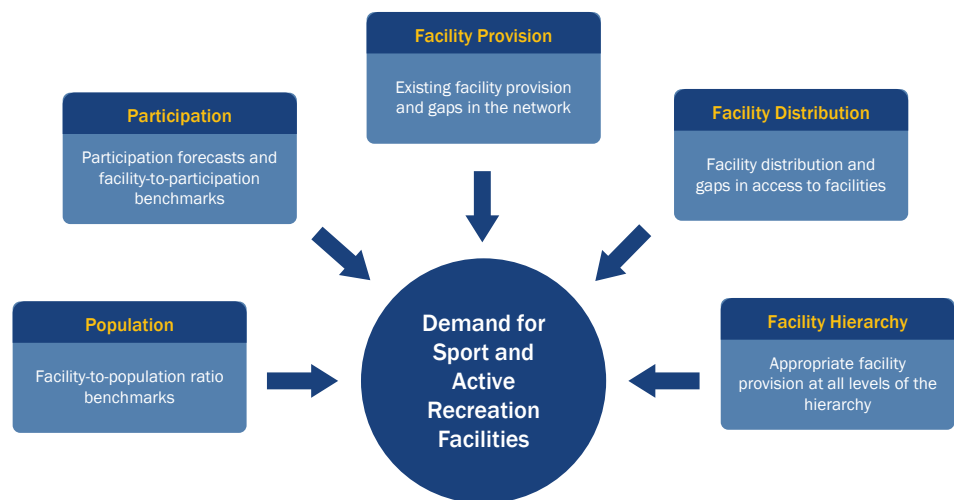 Facility Provision
Existing facility provision
and gaps in the network
Participation
Participation forecasts and
facility-to-participation
benchmarks
Facility Distribution
Facility distribution and
gaps in access to facilities
Population
Facility-to-population ratio
benchmarks
Demand for
Sport and
Active
Recreation
Facilities
Facility Hierarchy
Appropriate facility
provision at all levels of the
hierarchy